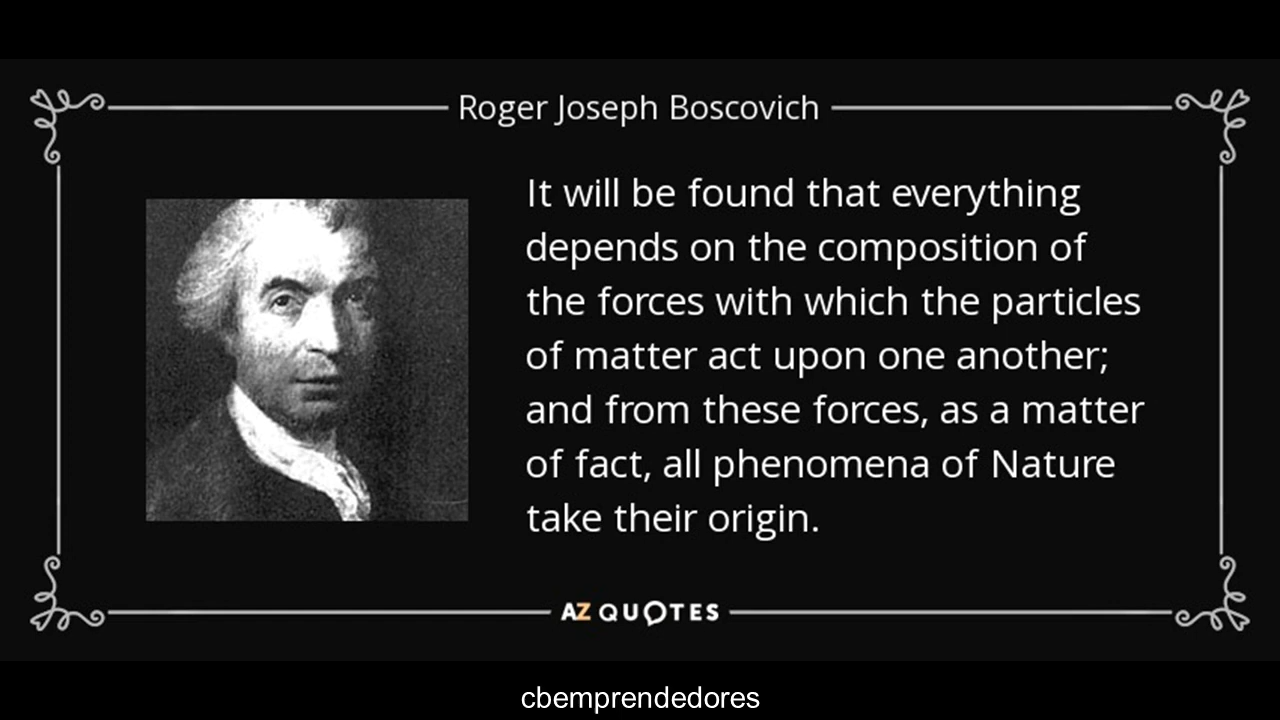 Roger Joseph Boscovich
It will be found that everything
depends on the composition of
the forces with which the particles
of matter act upon one another;
and from these forces, as a matter
of fact, all phenomena of Nature
take their origin.
AZ QUOTES
cbemprendedores